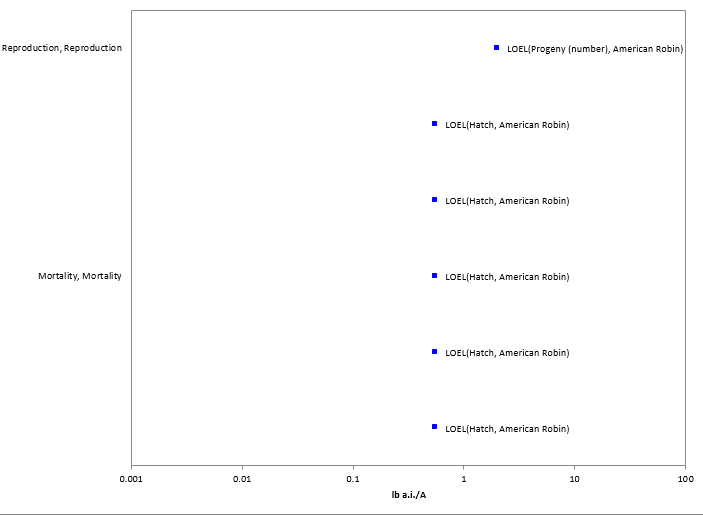 Reproduction, Reproduction
LOEL(Progeny (number), American Robin)
LOEL(Hatch, American Robin)
LOEL(Hatch, American Robin)
Mortality, Mortality
LOEL(Hatch, American Robin)
LOEL(Hatch, American Robin)
LOEL(Hatch, American Robin)
0.001 0.01 0.1 1 10 100
lb a.i./A